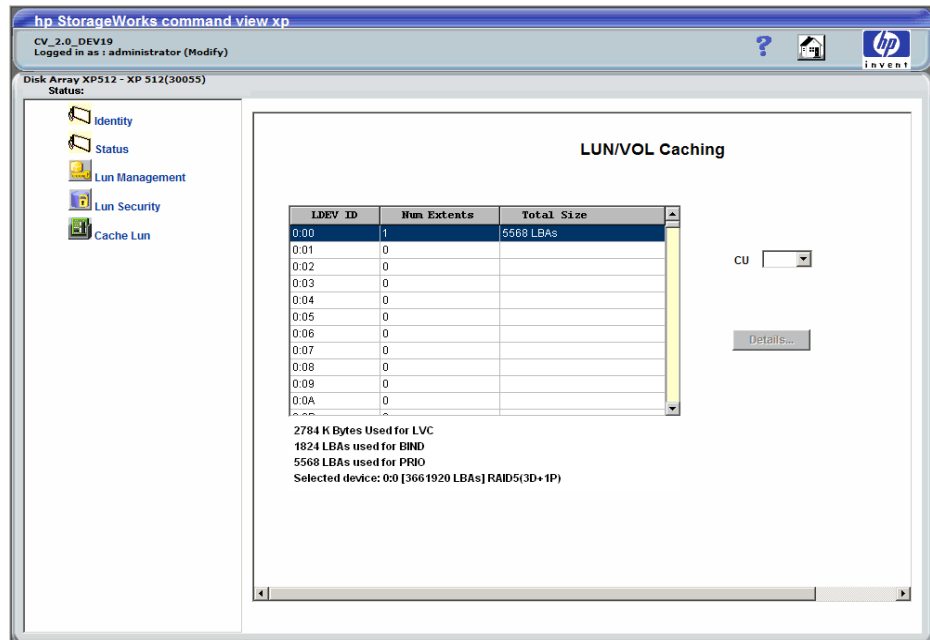 hp StorageWorks command view xp
CV_2.0_DEV19
Logged in as : administrator (Modify)
?
hp
invent
Disk Array XP512 - XP 512(30055)
Status:
Identity
Status
Lun Management
Lun Security
Cache Lun
LUN/VOL Caching
LDEV ID Num Extents Total Size
0:00 1 5568 LBAs
0:01 0
0:02 0
0:03 0
0:04 0
0:05 0
0:06 0
0:07 0
0:08 0
0:09 0
0:0A 0
CU
Details...
2784 K Bytes Used for LVC
1824 LBAs used for BIND
5568 LBAs used for PRIO
Selected device: 0:0 [3661920 LBAs] RAID5(3D+1P)